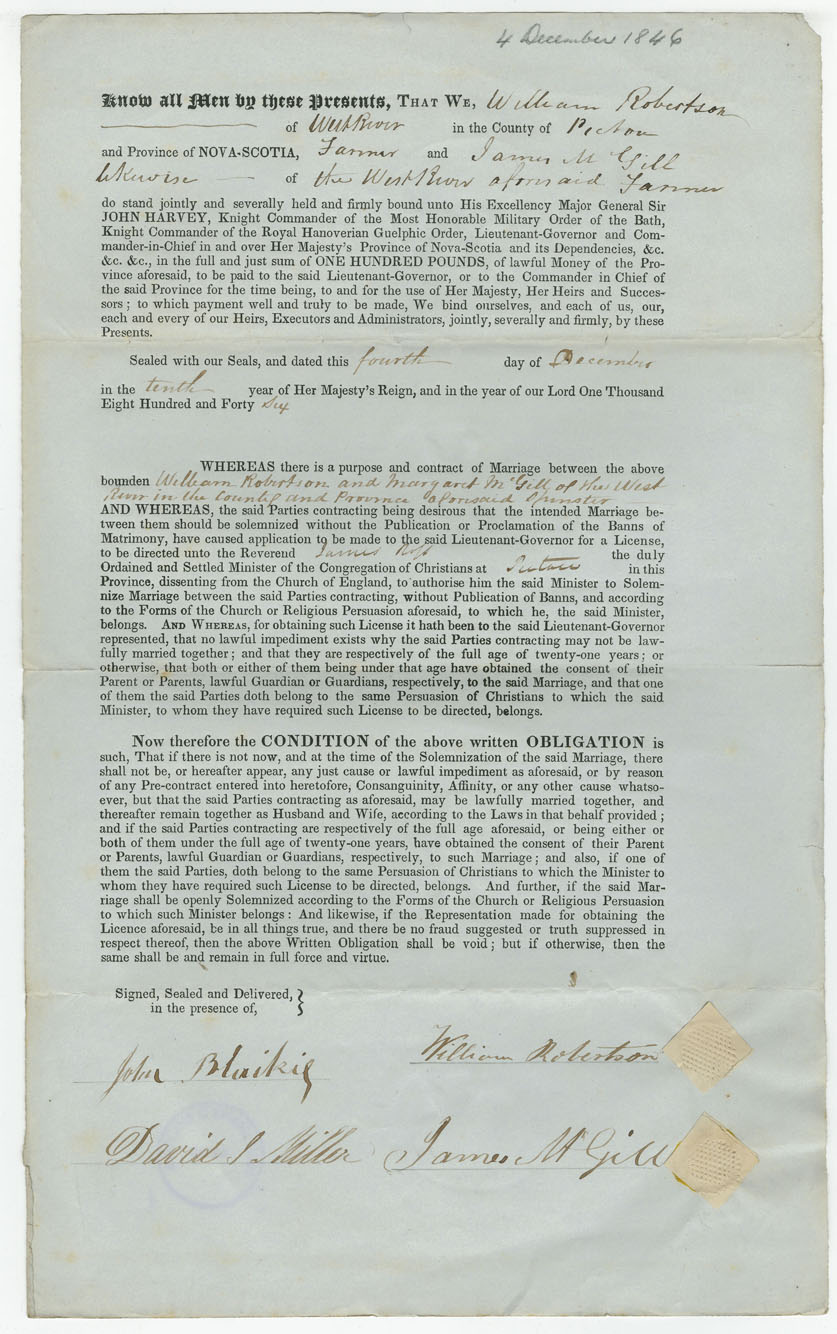 4 December 1846
Know all Men by these Presents, THAT WE, William Robertson
of West River in the County of Pictou
and Province of NOVA-SCOTIA, Farmer and James McGill
likewise of the West River aforesaid Farmer
do stand jointly and severally held and firmly bound unto His Excellency Major General Sir
JOHN HARVEY, Knight Commander of the Most Honorable Military Order of the Bath,
Knight Commander of the Royal Hanoverian Guelphic Order, Lieutenant-Governor and Com-
mander-in-Chief in and over Her Majesty's Province of Nova-Scotia and its Dependencies, &c.
&c. &c., in the full and just sum of ONE HUNDRED POUNDS, of lawful Money of the Pro-
vince aforesaid, to be paid to the said Lieutenant-Governor, or to the Commander in Chief of
the said Province for the time being, to and for the use of Her Majesty, Her Heirs and Succes-
sors ; to which payment well and truly to be made, We bind ourselves, and each of us, our,
each and every of our Heirs, Executors and Administrators, jointly, severally and firmly, by these
Presents.
Sealed with our Seals, and dated this fourth day of December
in the tenth year of Her Majesty's Reign, and in the year of our Lord One Thousand
Eight Hundred and Forty Six
WHEREAS there is a purpose and contract of Marriage between the above
bounden William Robertson and Margaret McGill of the West
River in the County and Province aforesaid Spinster
AND WHEREAS, the said Parties contracting being desirous that the intended Marriage be-
tween them should be solemnized without the Publication or Proclamation of the Banns of
Matrimony, have caused application to be made to the said Lieutenant-Governor for a License,
to be directed unto the Reverend James Ross the duly
Ordained and Settled Minister of the Congregation of Christians at Pictou in this
Province, dissenting from the Church of England, to authorise him the said Minister to Solem-
nize Marriage between the said Parties contracting, without Publication of Banns, and according
to the Forms of the Church or Religious Persuasion aforesaid, to which he, the said Minister,
belongs. AND WHEREAS, for obtaining such License it hath been to the said Lieutenant-Governor
represented, that no lawful impediment exists why the said Parties contracting may not be law-
fully married together ; and that they are respectively of the full age of twenty-one years ; or
otherwise, that both or either of them being under that age have obtained the consent of their
Parent or Parents, lawful Guardian or Guardians, respectively, to the said Marriage, and that one
of them the said Parties doth belong to the same Persuasion of Christians to which the said
Minister, to whom they have required such License to be directed, belongs.
Now therefore the CONDITION of the above written OBLIGATION is
such, That if there is not now, and at the time of the Solemnization of the said Marriage, there
shall not be, or hereafter appear, any just cause or lawful impediment as aforesaid, or by reason
of any Pre-contract entered into heretofore, Consanguinity, Affinity, or any other cause whatso-
ever, but that the said Parties contracting as aforesaid, may be lawfully married together, and
thereafter remain together as Husband and Wife, according to the Laws in that behalf provided ;
and if the said Parties contracting are respectively of the full age aforesaid, or being either or
both of them under the full age of twenty-one years, have obtained the consent of their Parent
or Parents, lawful Guardian or Guardians, respectively, to such Marriage ; and also, if one of
them the said Parties, doth belong to the same Persuasion of Christians to which the Minister to
whom they have required such License to be directed, belongs. And further, if the said Mar-
riage shall be openly Solemnized according to the Forms of the Church or Religious Persuasion
to which such Minister belongs : And likewise, if the Representation made for obtaining the
Licence aforesaid, be in all things true, and there be no fraud suggested or truth suppressed in
respect thereof, then the above Written Obligation shall be void ; but if otherwise, then the
same shall be and remain in full force and virtue.
Signed, Sealed and Delivered,
in the presence of,
John Blaikie
William Robertson
David S Miller
James McGill